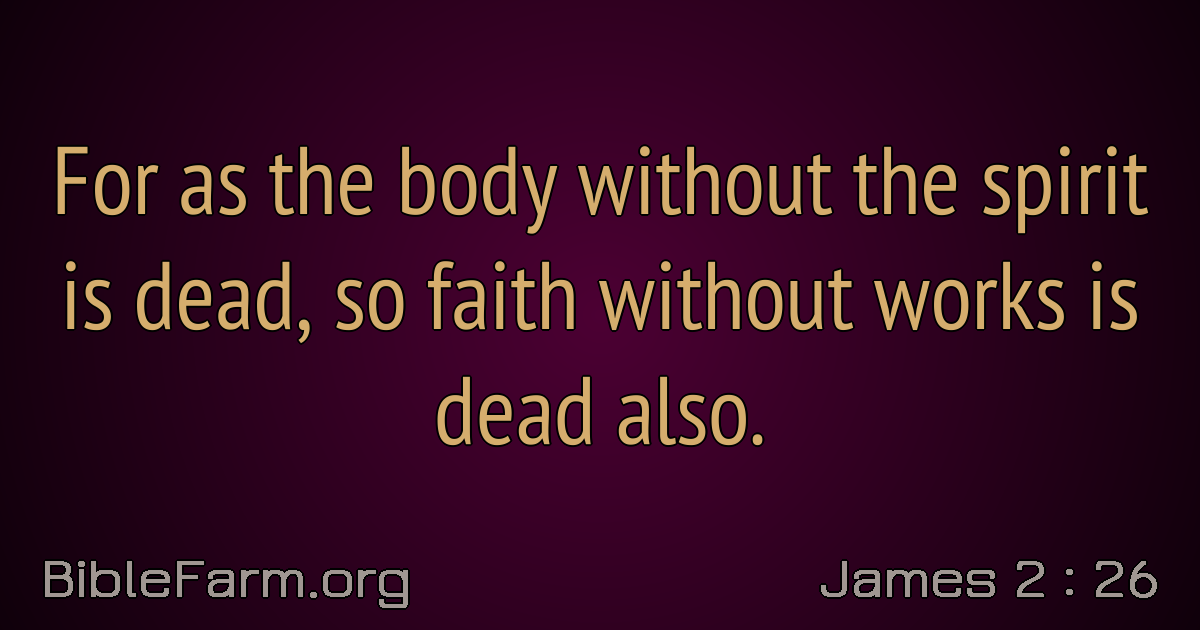 For as the body without the spirit
is dead, so faith without works is
dead also.
BibleFarm.org
James 2 : 26